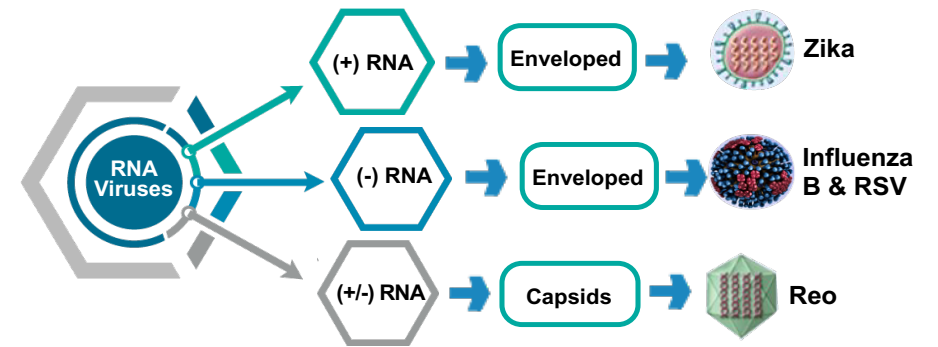 RNA
Viruses
(+) RNA
Enveloped
Zika
(-) RNA
Enveloped
Influenza
B & RSV
(+/-) RNA
Capsids
Reo